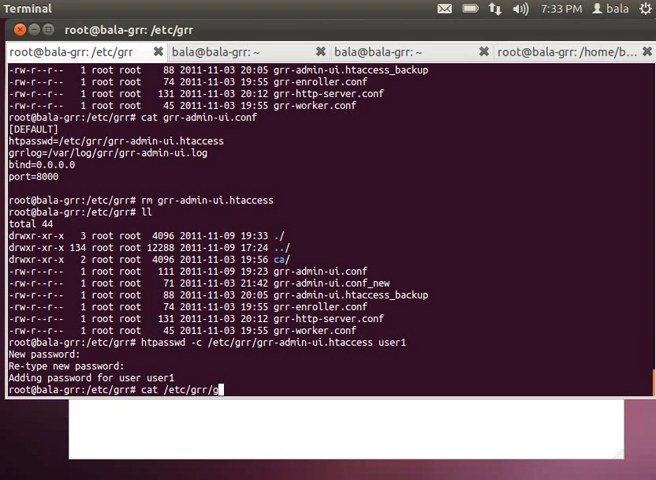 Terminal
7:33 PM bala
root@bala-grr: /etc/grr
root@bala-grr: /etc/grr
bala@bala-grr: ~
bala@bala-grr: ~
root@bala-grr: /home/b...
-rw-r--r-- 1 root root 88 2011-11-03 20:05 grr-admin-ui.htaccess_backup
-rw-r--r-- 1 root root 74 2011-11-03 19:55 grr-enroller.conf
-rw-r--r-- 1 root root 131 2011-11-03 20:12 grr-http-server.conf
-rw-r--r-- 1 root root 45 2011-11-03 19:55 grr-worker.conf
root@bala-grr:/etc/grr# cat grr-admin-ui.conf
[DEFAULT]
htpasswd=/etc/grr/grr-admin-ui.htaccess
grrlog=/var/log/grr/grr-admin-ui.log
bind=0.0.0.0
port=8000
root@bala-grr:/etc/grr# rm grr-admin-ui.htaccess
root@bala-grr:/etc/grr# ll
total 44
drwxr-xr-x 3 root root 4096 2011-11-09 19:33 ./
drwxr-xr-x 134 root root 12288 2011-11-09 17:24 ../
drwxr-xr-x 2 root root 4096 2011-11-03 19:56 ca/
-rw-r--r-- 1 root root 111 2011-11-09 19:23 grr-admin-ui.conf
-rw-r--r-- 1 root root 71 2011-11-03 21:42 grr-admin-ui.conf_new
-rw-r--r-- 1 root root 88 2011-11-03 20:05 grr-admin-ui.htaccess_backup
-rw-r--r-- 1 root root 74 2011-11-03 19:55 grr-enroller.conf
-rw-r--r-- 1 root root 131 2011-11-03 20:12 grr-http-server.conf
-rw-r--r-- 1 root root 45 2011-11-03 19:55 grr-worker.conf
root@bala-grr:/etc/grr# htpasswd -c /etc/grr/grr-admin-ui.htaccess user1
New password:
Re-type new password:
Adding password for user user1
root@bala-grr:/etc/grr# cat /etc/grr/g